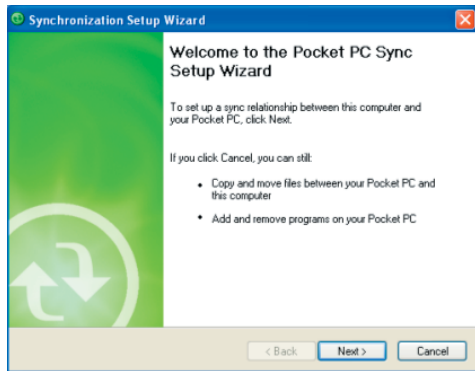 Synchronization Setup Wizard
Welcome to the Pocket PC Sync
Setup Wizard
To set up a sync relationship between this computer and
your Pocket PC, click Next.
If you click Cancel, you can still:
• Copy and move files between your Pocket PC and
this computer
• Add and remove programs on your Pocket PC
< Back
Next >
Cancel